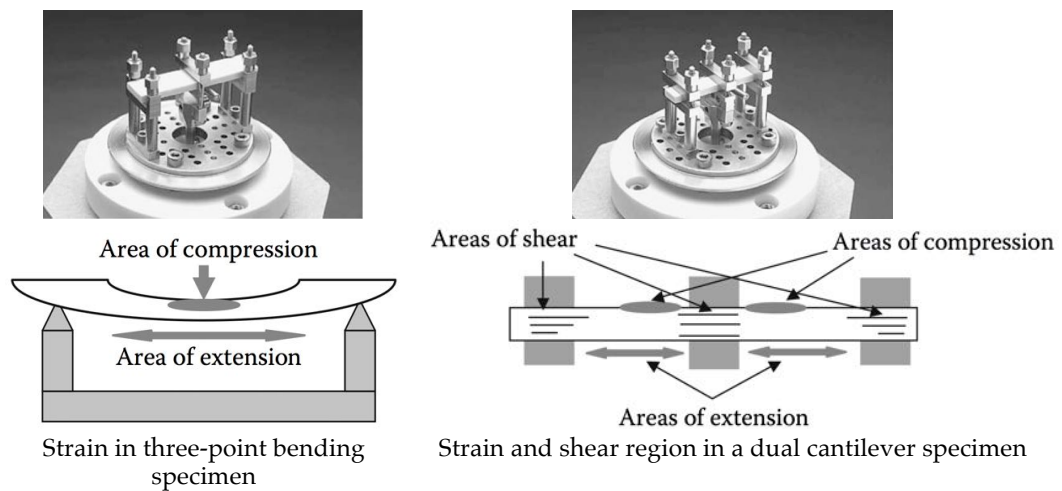 Area of compression
Area of extension
Strain in three-point bending
specimen
Areas of shear
Areas of compression
Areas of extension
Strain and shear region in a dual cantilever specimen